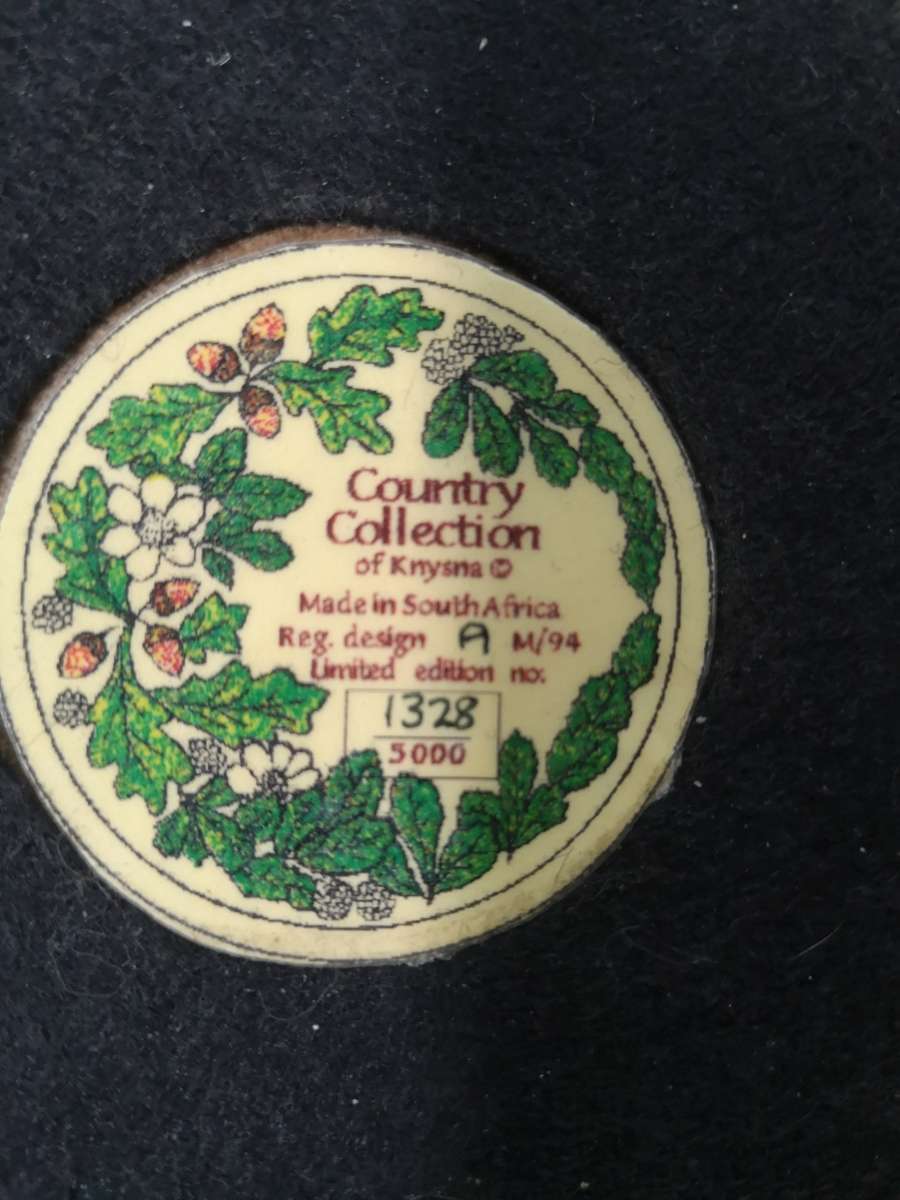 Country
Collection
of Knysna
Made in South Africa
Reg. design A M/94
Limited edition no:
1328
5000